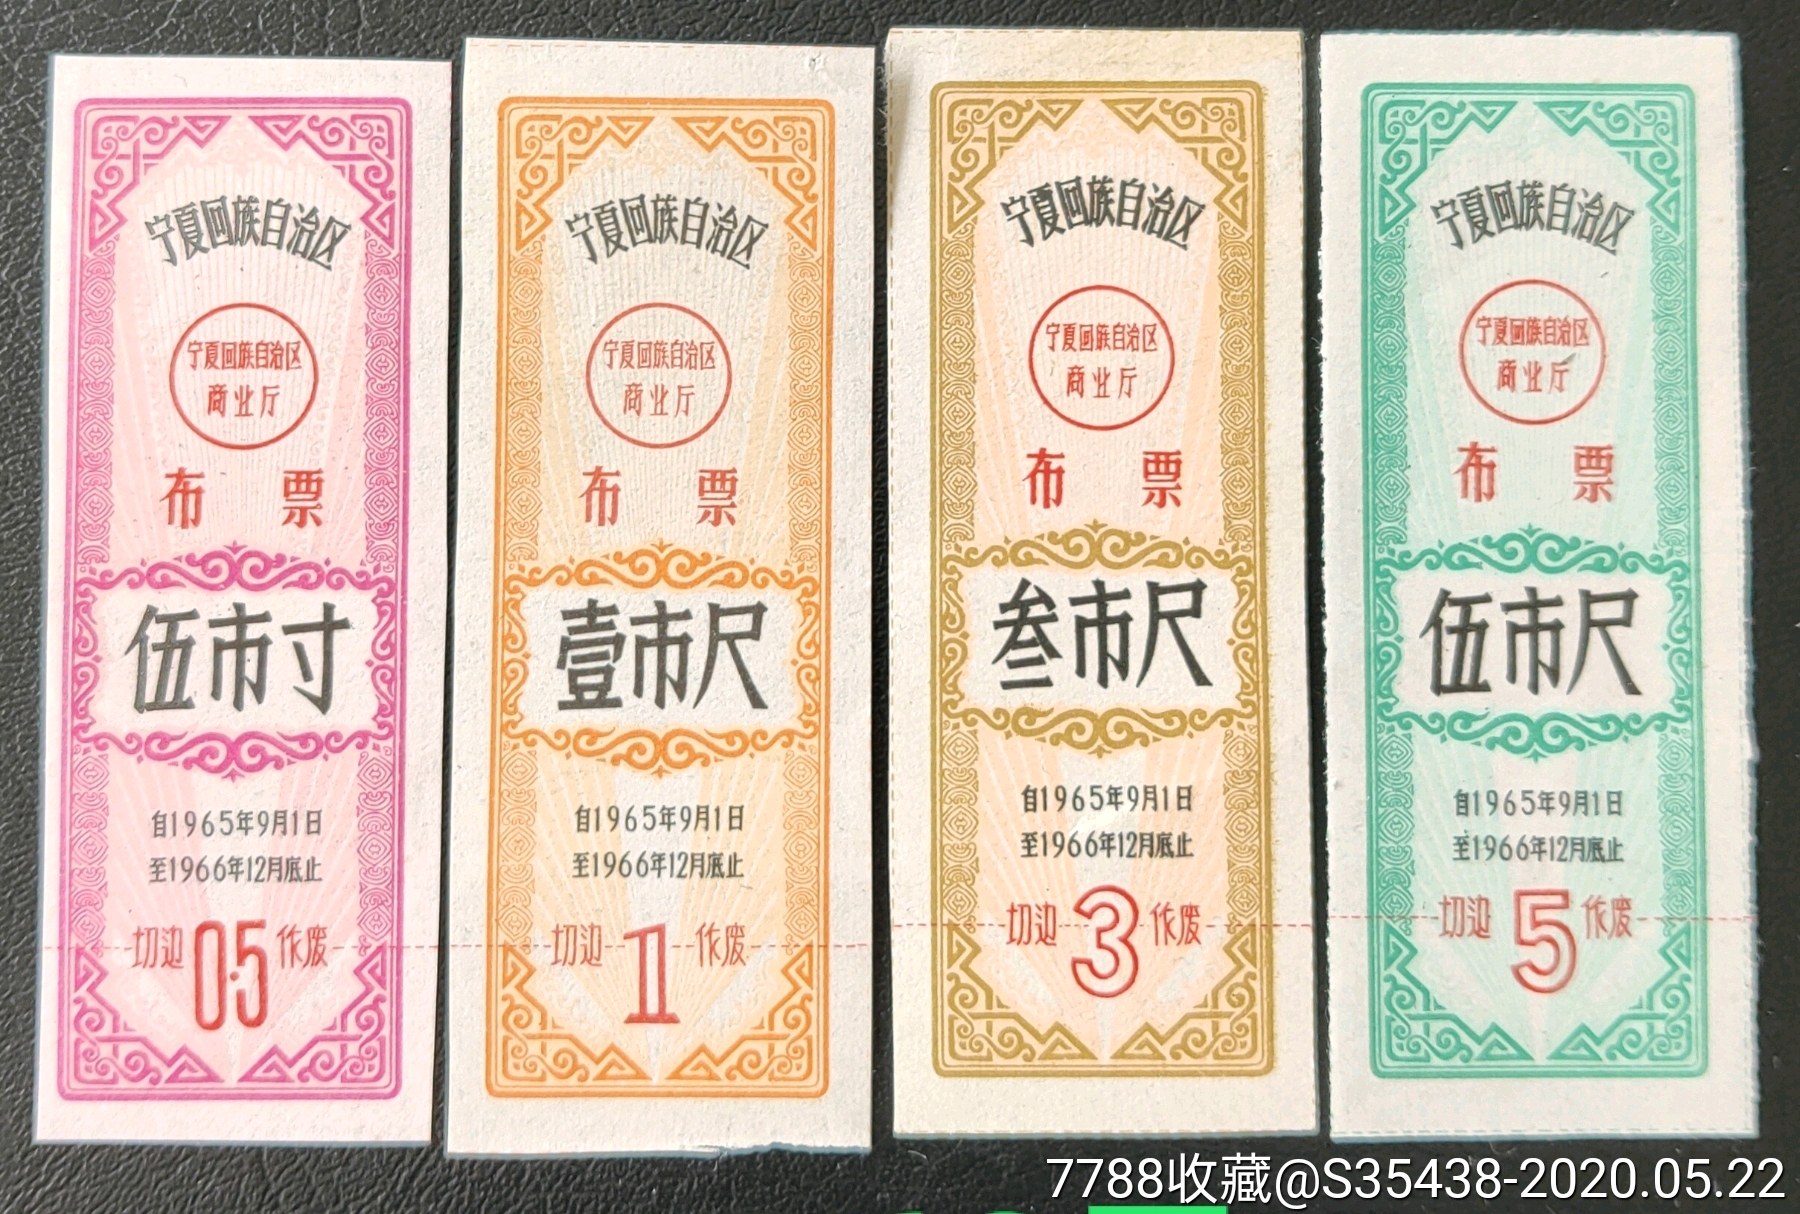 宁夏回族自治区
宁夏回族自治区
商业厅
布票
伍市寸
自1965年9月1日
至1966年12月底止
切边 0.5 作废
宁夏回族自治区
宁夏回族自治区
商业厅
布票
壹市尺
自1965年9月1日
至1966年12月底止
切边 1 作废
宁夏回族自治区
宁夏回族自治区
商业厅
布票
叁市尺
自1965年9月1日
至1966年12月底止
切边 3 作废
宁夏回族自治区
宁夏回族自治区
商业厅
布票
伍市尺
自1965年9月1日
至1966年12月底止
切边 5 作废
7788收藏@S35438-2020.05.22